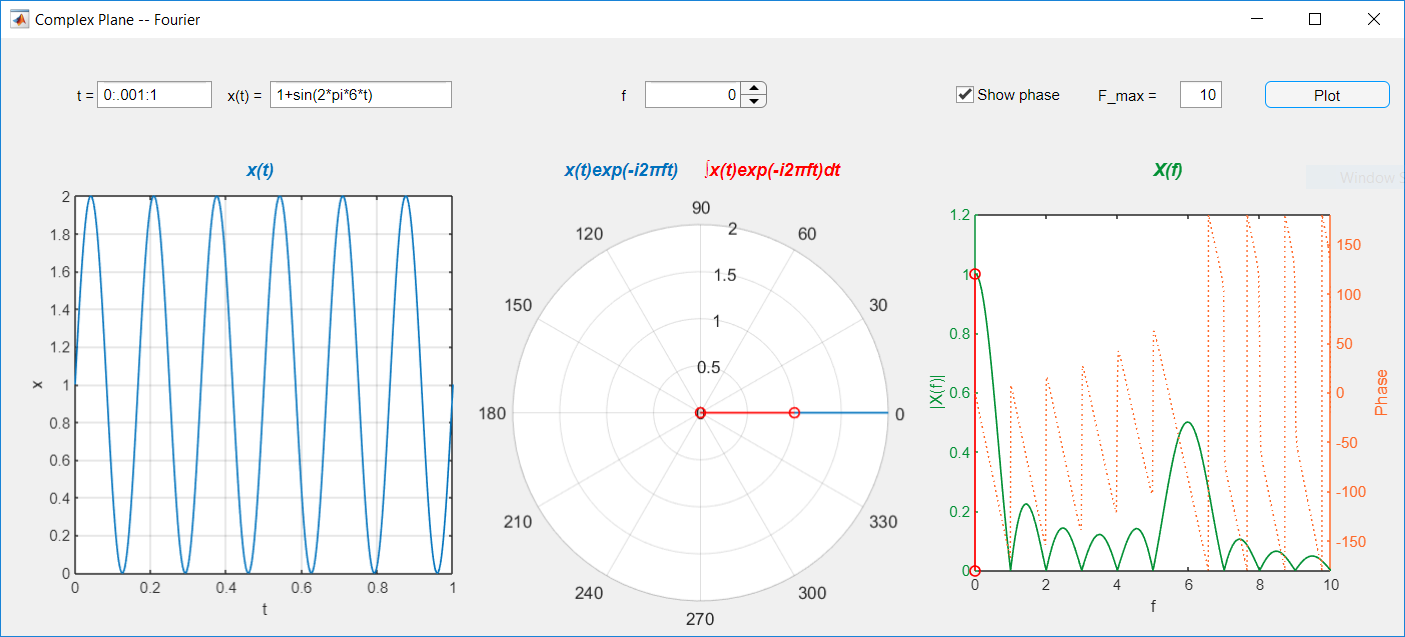 Complex Plane -- Fourier
t = 0:.001:1 x(t) = 1+sin(2*pi*6*t) f 0 Show phase F_max = 10 Plot
x(t)
2
1.8
1.6
1.4
1.2
1
0.8
0.6
0.4
0.2
0
x
0 0.2 0.4 0.6 0.8 1
t
x(t)exp(-i2πft) ∫x(t)exp(-i2πft)dt
90
120 2 60
1.5
150 1 30
0.5
180 0
210 330
240 300
270
X(f)
Window S
1.2
1
0.8
0.6
0.4
0.2
0
|X(f)|
150
100
50
0
-50
-100
-150
Phase
0 2 4 6 8 10
f